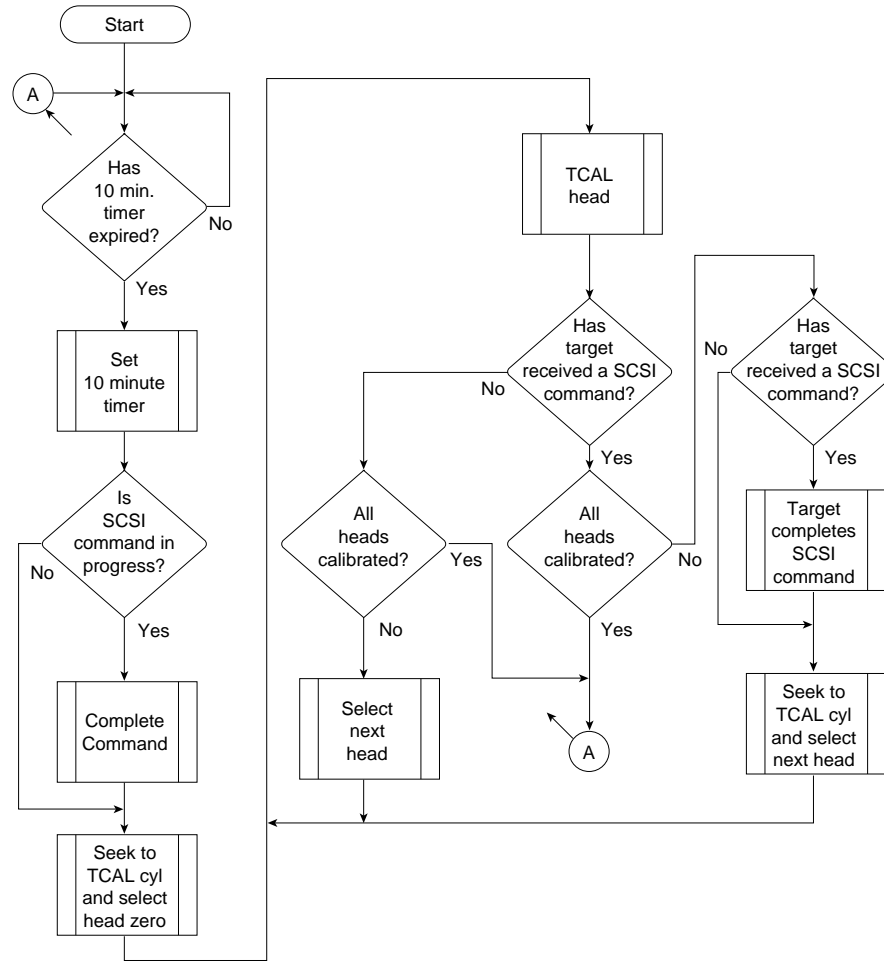 Start
A
Has
10 min.
timer
expired?
No
Yes
Set
10 minute
timer
Is
SCSI
command in
progress?
No
Yes
Complete
Command
Seek to
TCAL cyl
and select
head zero
TCAL
head
Has
target
received a SCSI
command?
No
Yes
All
heads
calibrated?
Yes
No
Select
next
head
All
heads
calibrated?
No
Yes
A
Has
target
received a SCSI
command?
No
Yes
Target
completes
SCSI
command
Seek to
TCAL cyl
and select
next head